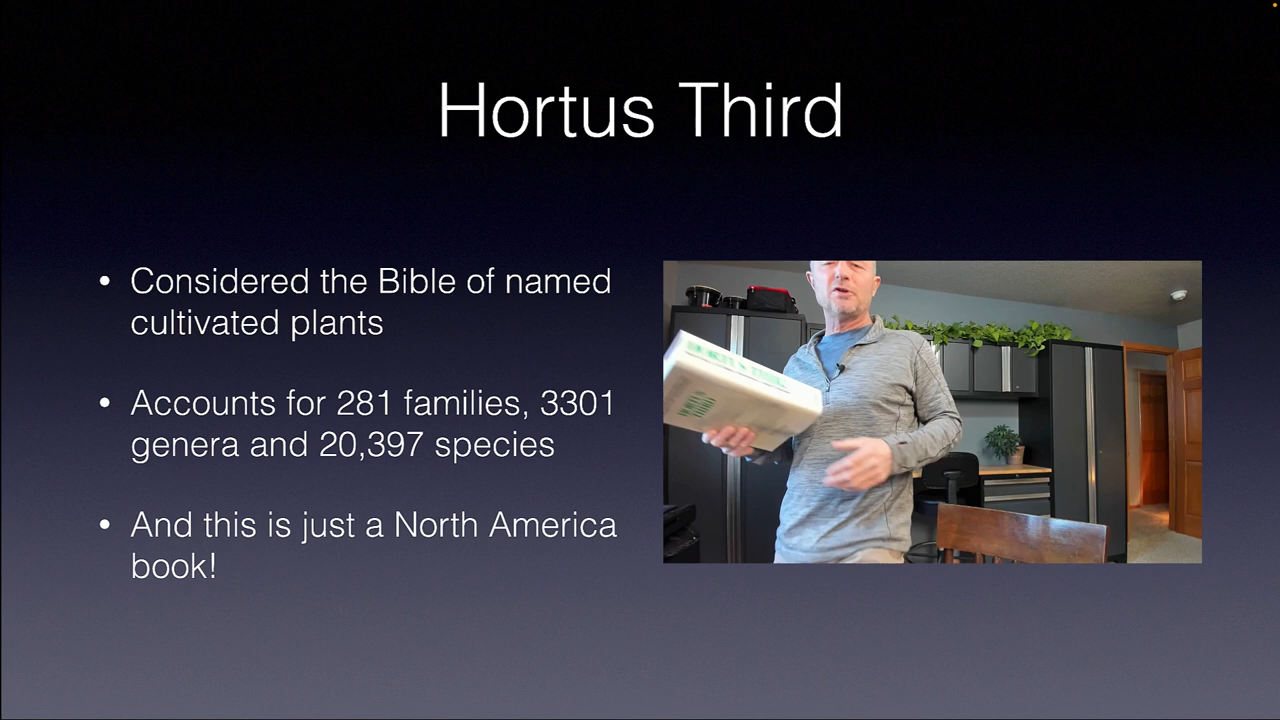 Hortus Third
• Considered the Bible of named
cultivated plants
• Accounts for 281 families, 3301
genera and 20,397 species
• And this is just a North America
book!